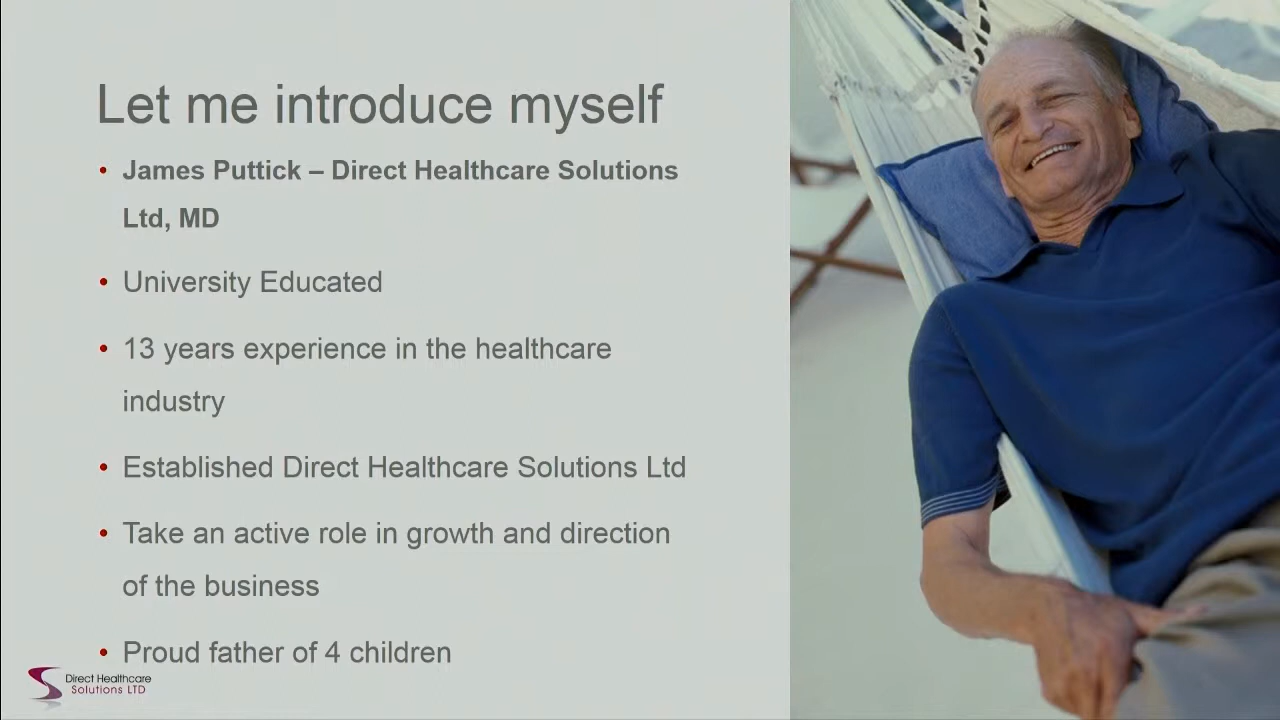 Let me introduce myself
• James Puttick – Direct Healthcare Solutions
Ltd, MD
• University Educated
• 13 years experience in the healthcare
industry
• Established Direct Healthcare Solutions Ltd
• Take an active role in growth and direction
of the business
• Proud father of 4 children
Direct Healthcare
Solutions LTD